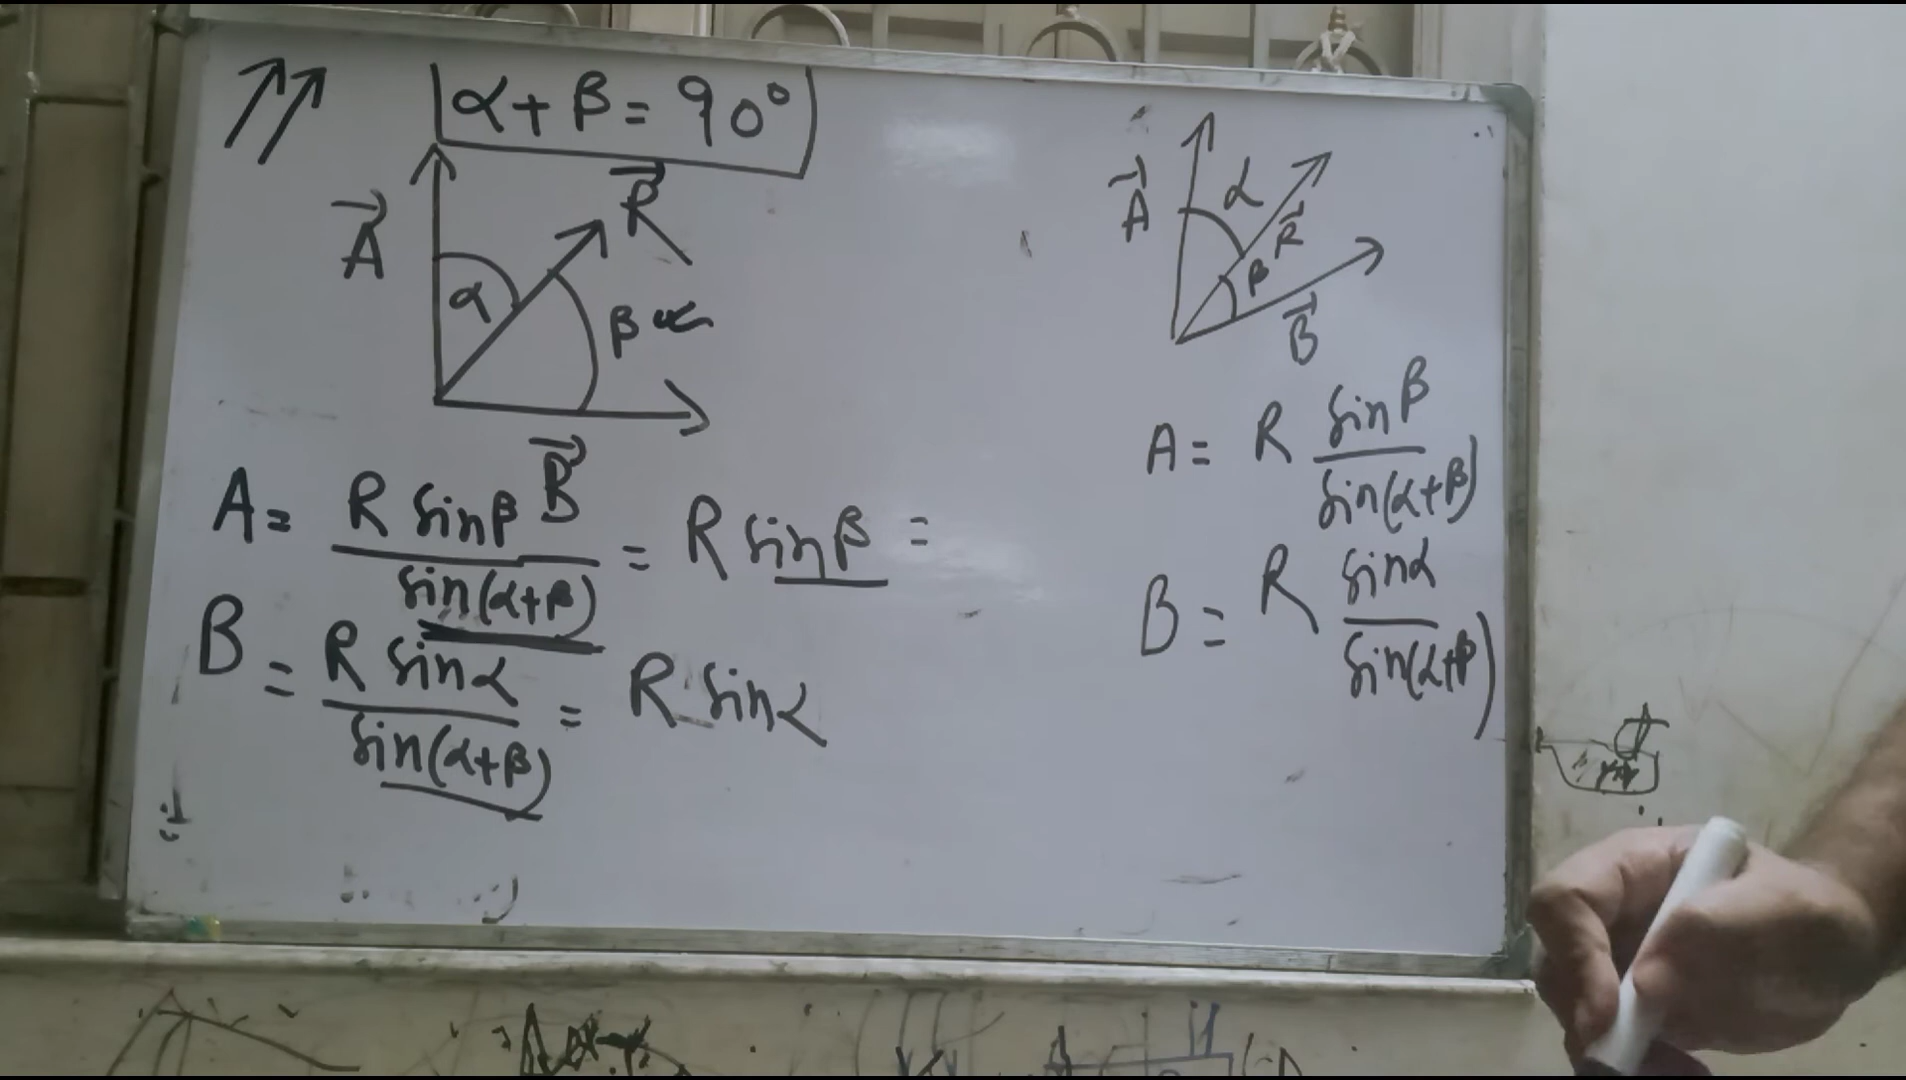 α + β = 90°
A⃗
R⃗
α
β
B⃗
A = R sinβ / sin(α+β) = R sinβ =
B = R sinα / sin(α+β) = R sinα
A⃗
α
R⃗
β
B⃗
A = R sinβ / sin(α+β)
B = R sinα / sin(α+β)